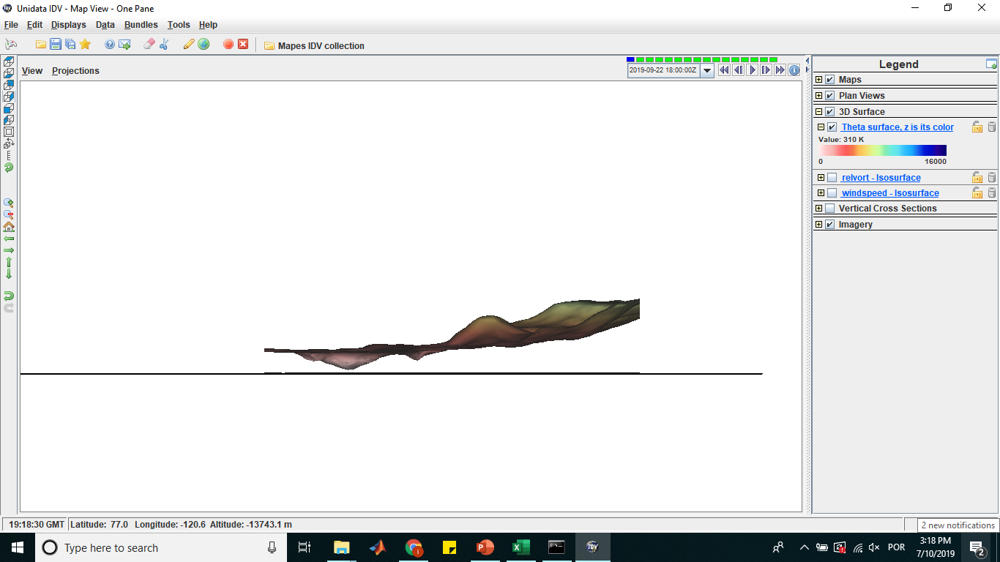 Unidata IDV - Map View - One Pane
File Edit Displays Data Bundles Tools Help
Mapes IDV collection
View Projections
2019-09-22 18:00:00Z
Legend
Maps
Plan Views
3D Surface
Theta surface, z is its color
Value: 310 K
0 16000
relvort - Isosurface
windspeed - Isosurface
Vertical Cross Sections
Imagery
19:18:30 GMT Latitude: 77.0 Longitude: -120.6 Altitude: -13743.1 m
2 new notifications
Type here to search
POR
3:18 PM
7/10/2019
2